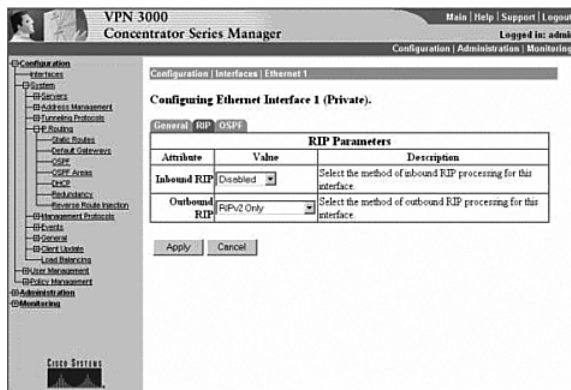 VPN 3000
Concentrator Series Manager
Main | Help | Support | Logout
Logged in: admin
Configuration | Administration | Monitoring
Configuration
Interfaces
System
Servers
Address Management
Tunneling Protocols
IP Routing
Static Routes
Default Gateways
OSPF
OSPF Areas
DHCP
Redundancy
Reverse Route Injection
Management Protocols
Events
General
Client Update
Load Balancing
User Management
Policy Management
Administration
Monitoring
Cisco Systems
Configuration | Interfaces | Ethernet 1
Configuring Ethernet Interface 1 (Private).
General RIP OSPF
RIP Parameters
Attribute Value Description
Inbound RIP Disabled Select the method of inbound RIP processing for this
interface.
Outbound RIP RIPv2 Only Select the method of outbound RIP processing for this
interface.
Apply Cancel